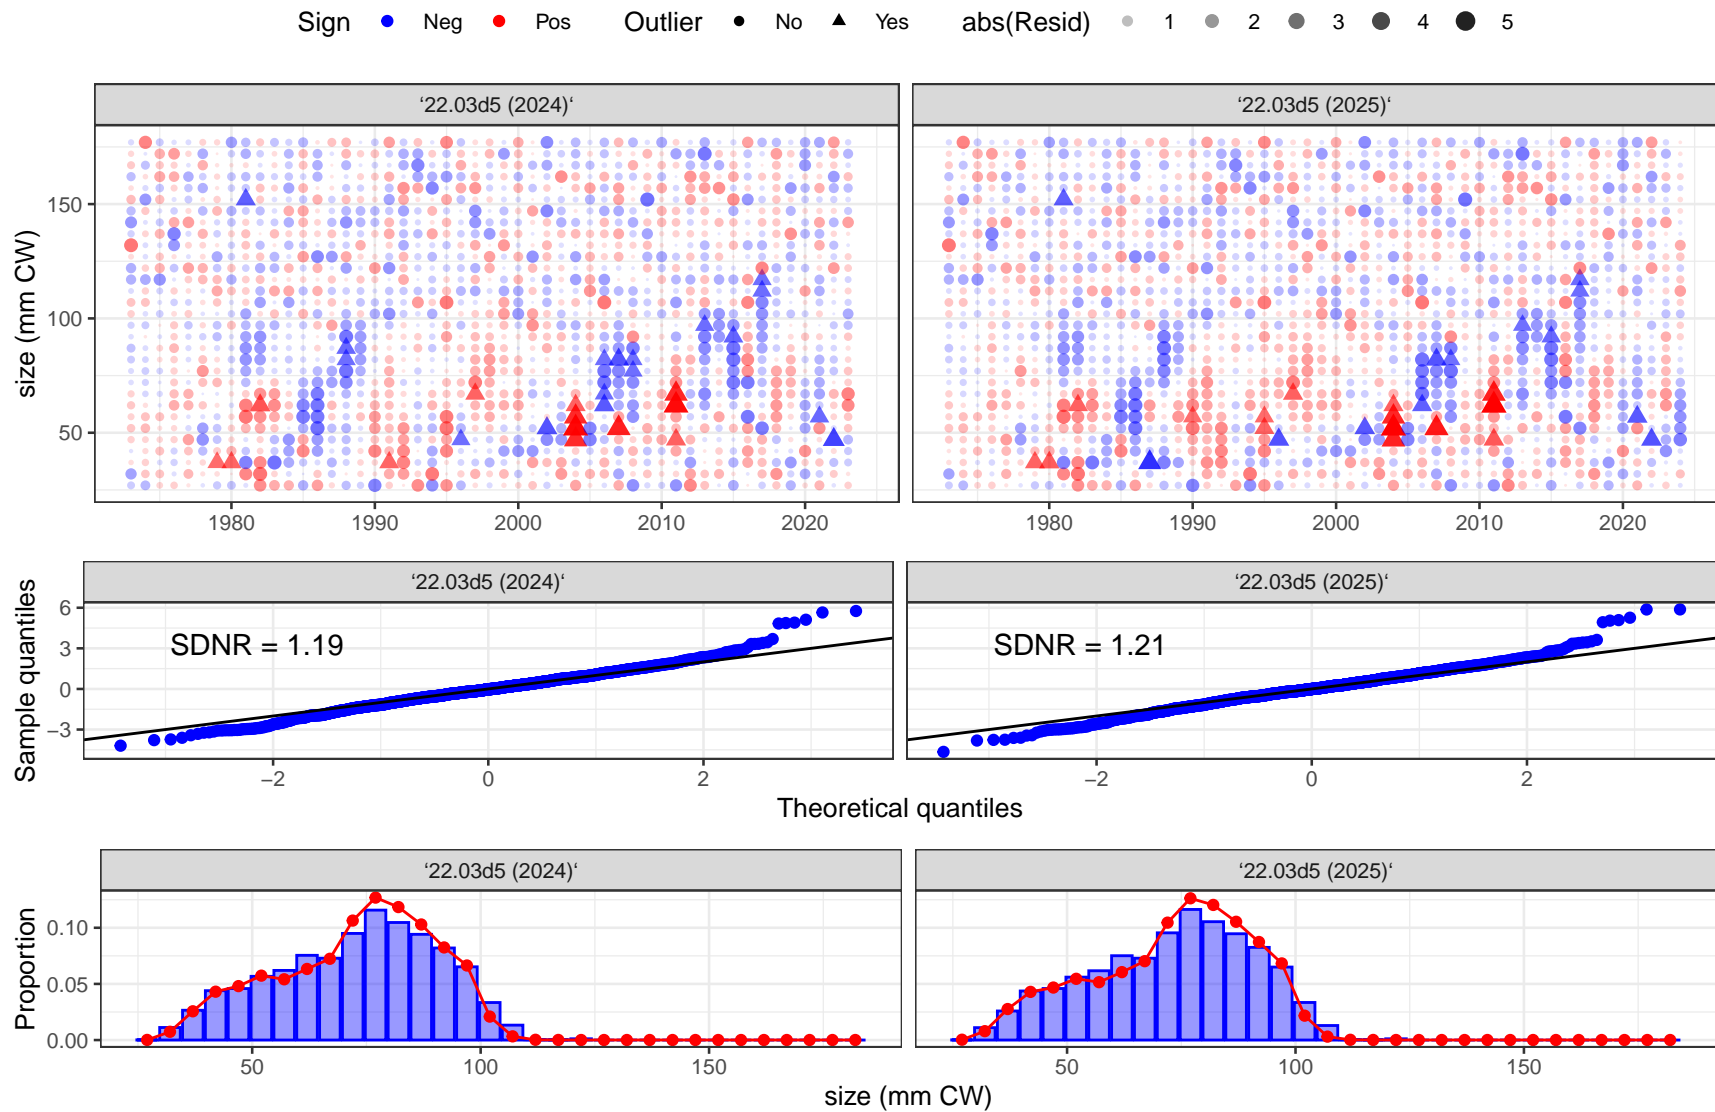 Sign Neg Pos Outlier No Yes abs(Resid) 1 2 3 4 5
‘22.03d5 (2024)‘ ‘22.03d5 (2025)‘
size (mm CW)
150
100
50
1980 1990 2000 2010 2020 1980 1990 2000 2010 2020
‘22.03d5 (2024)‘ ‘22.03d5 (2025)‘
Sample quantiles
6
3
0
−3
SDNR = 1.19 SDNR = 1.21
−2 0 2 −2 0 2
Theoretical quantiles
‘22.03d5 (2024)‘ ‘22.03d5 (2025)‘
Proportion
0.10
0.05
0.00
50 100 150 50 100 150
size (mm CW)